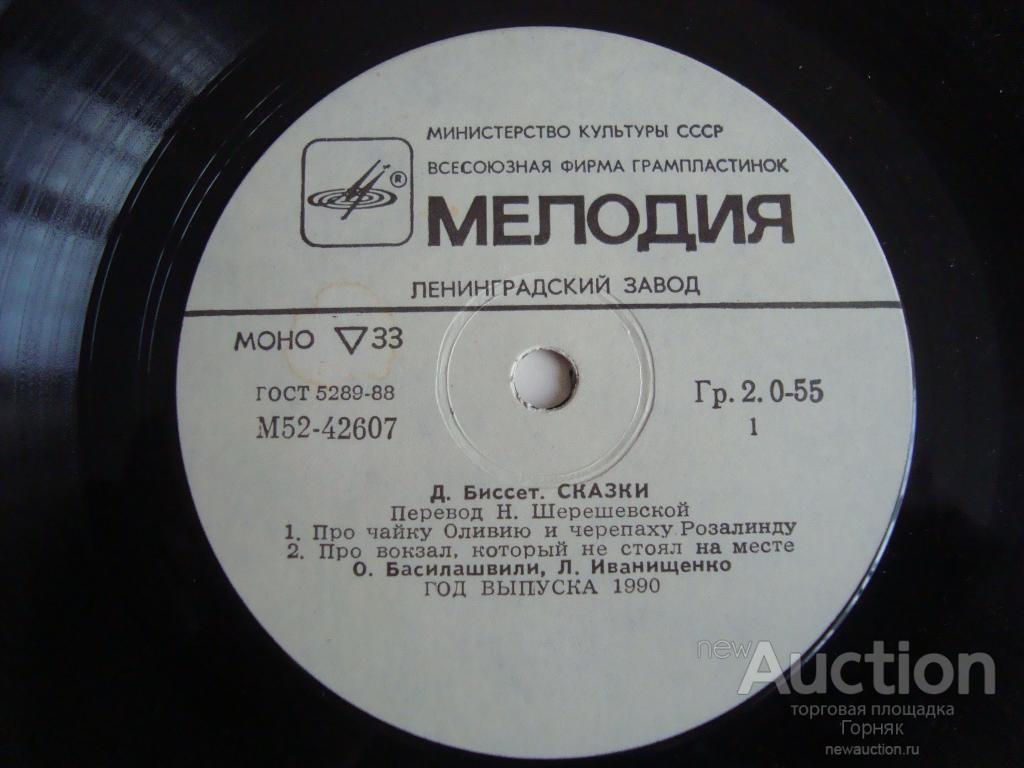 МИНИСТЕРСТВО КУЛЬТУРЫ СССР
ВСЕСОЮЗНАЯ ФИРМА ГРАМПЛАСТИНОК
®
МЕЛОДИЯ
ЛЕНИНГРАДСКИЙ ЗАВОД
МОНО ▽33
ГОСТ 5289-88
М52-42607
Гр. 2. 0-55
1
Д. Биссет. СКАЗКИ
Перевод Н. Шерешевской
1. Про чайку Оливию и черепаху Розалинду
2. Про вокзал, который не стоял на месте
О. Басилашвили, Л. Иванищенко
ГОД ВЫПУСКА 1990
newAuction
торговая площадка
Горняк
newauction.ru